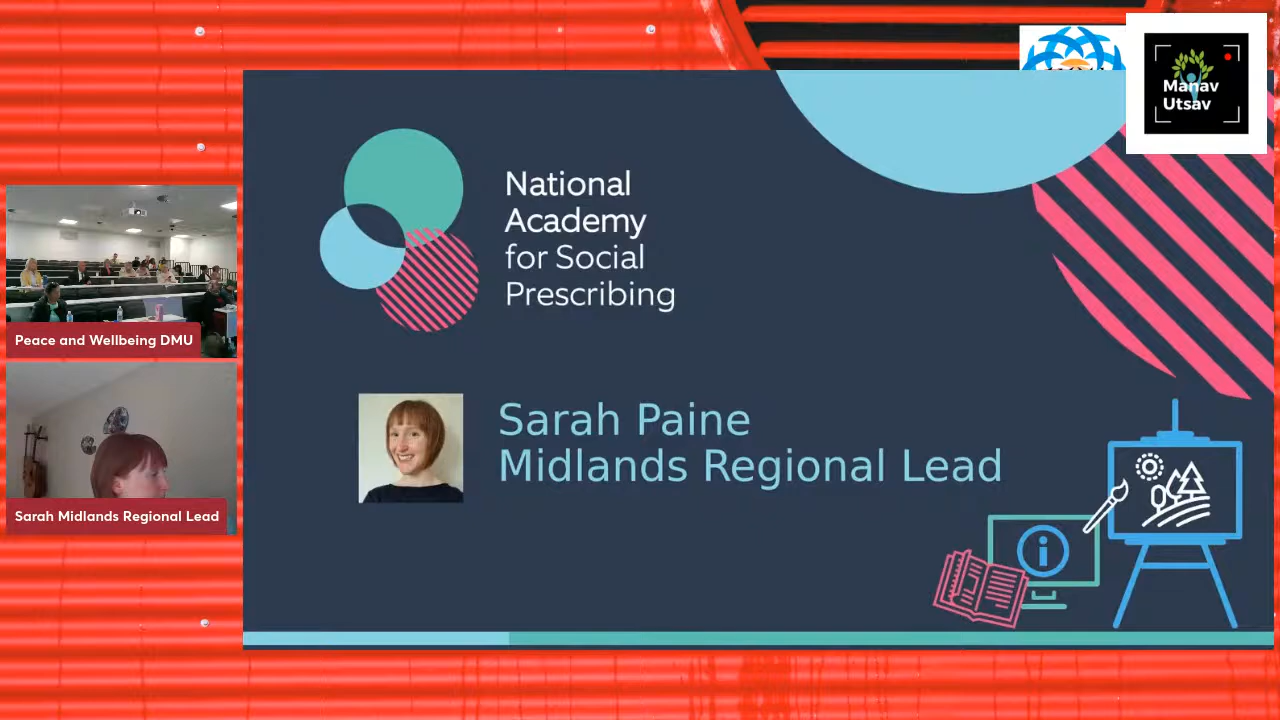 Manav
Utsav
National
Academy
for Social
Prescribing
Peace and Wellbeing DMU
Sarah Paine
Midlands Regional Lead
Sarah Midlands Regional Lead
i